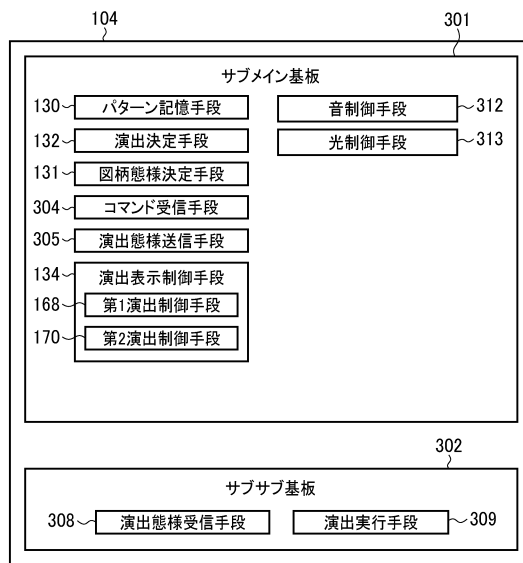 104
301
サブメイン基板
130
パターン記憶手段
音制御手段
312
132
演出決定手段
光制御手段
313
131
図柄態様決定手段
304
コマンド受信手段
305
演出態様送信手段
134
演出表示制御手段
168
第1演出制御手段
170
第2演出制御手段
302
サブサブ基板
308
演出態様受信手段
演出実行手段
309